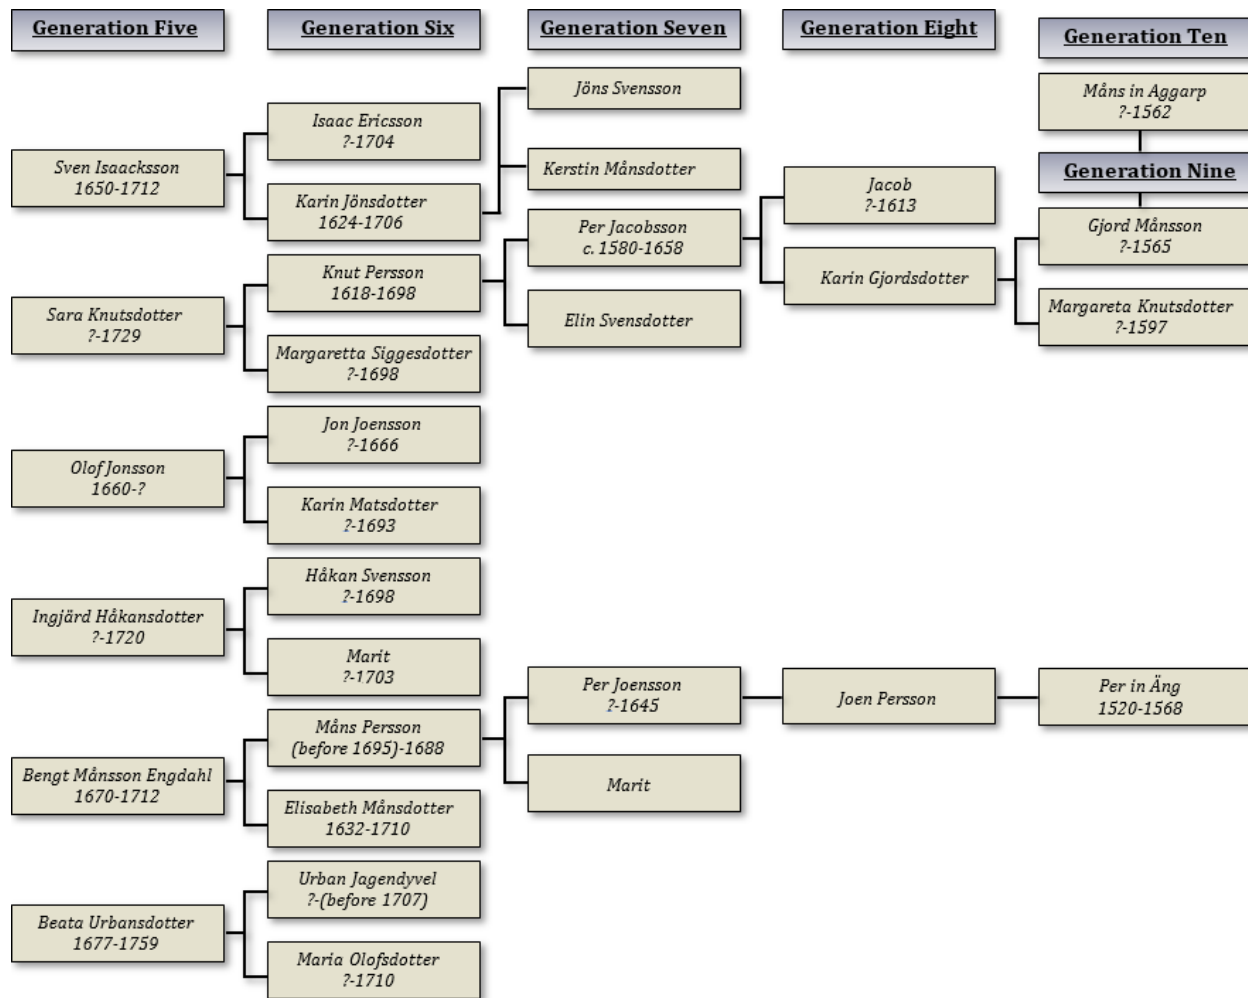 Generation Five
Generation Six
Generation Seven
Generation Eight
Generation Ten
Jöns Svensson
Måns in Aggarp
?-1562
Isaac Ericsson
?-1704
Sven Isaacksson
1650-1712
Kerstin Månsdotter
Generation Nine
Karin Jönsdotter
1624-1706
Jacob
?-1613
Per Jacobsson
c. 1580-1658
Gjord Månsson
?-1565
Knut Persson
1618-1698
Karin Gjordsdotter
Sara Knutsdotter
?-1729
Elin Svensdotter
Margareta Knutsdotter
?-1597
Margaretta Siggesdotter
?-1698
Jon Joensson
?-1666
Olof Jonsson
1660-?
Karin Matsdotter
?-1693
Håkan Svensson
?-1698
Ingjärd Håkansdotter
?-1720
Marit
?-1703
Per Joensson
?-1645
Joen Persson
Per in Äng
1520-1568
Måns Persson
(before 1695)-1688
Bengt Månsson Engdahl
1670-1712
Marit
Elisabeth Månsdotter
1632-1710
Urban Jagendyvel
?-(before 1707)
Beata Urbansdotter
1677-1759
Maria Olofsdotter
?-1710